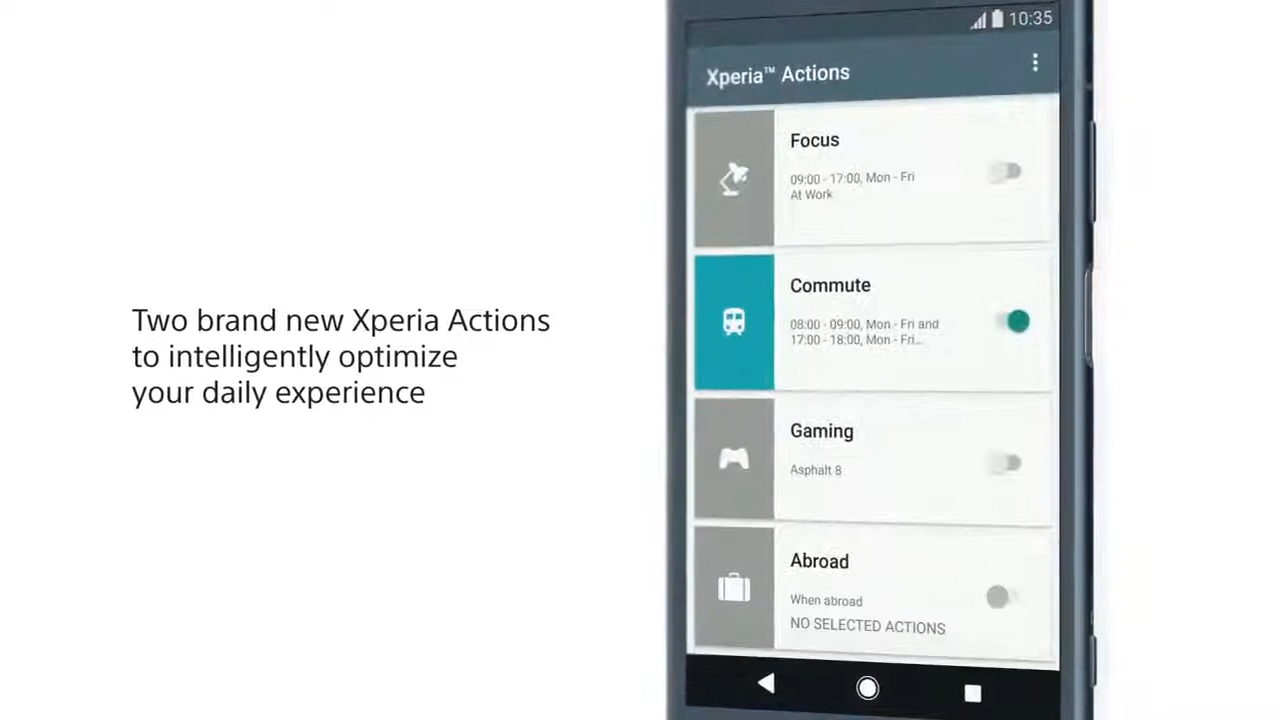 Two brand new Xperia Actions
to intelligently optimize
your daily experience
10:35
Xperia™ Actions
Focus
09:00 - 17:00, Mon - Fri
At Work
Commute
08:00 - 09:00, Mon - Fri and
17:00 - 18:00, Mon - Fri...
Gaming
Asphalt 8
Abroad
When abroad
NO SELECTED ACTIONS